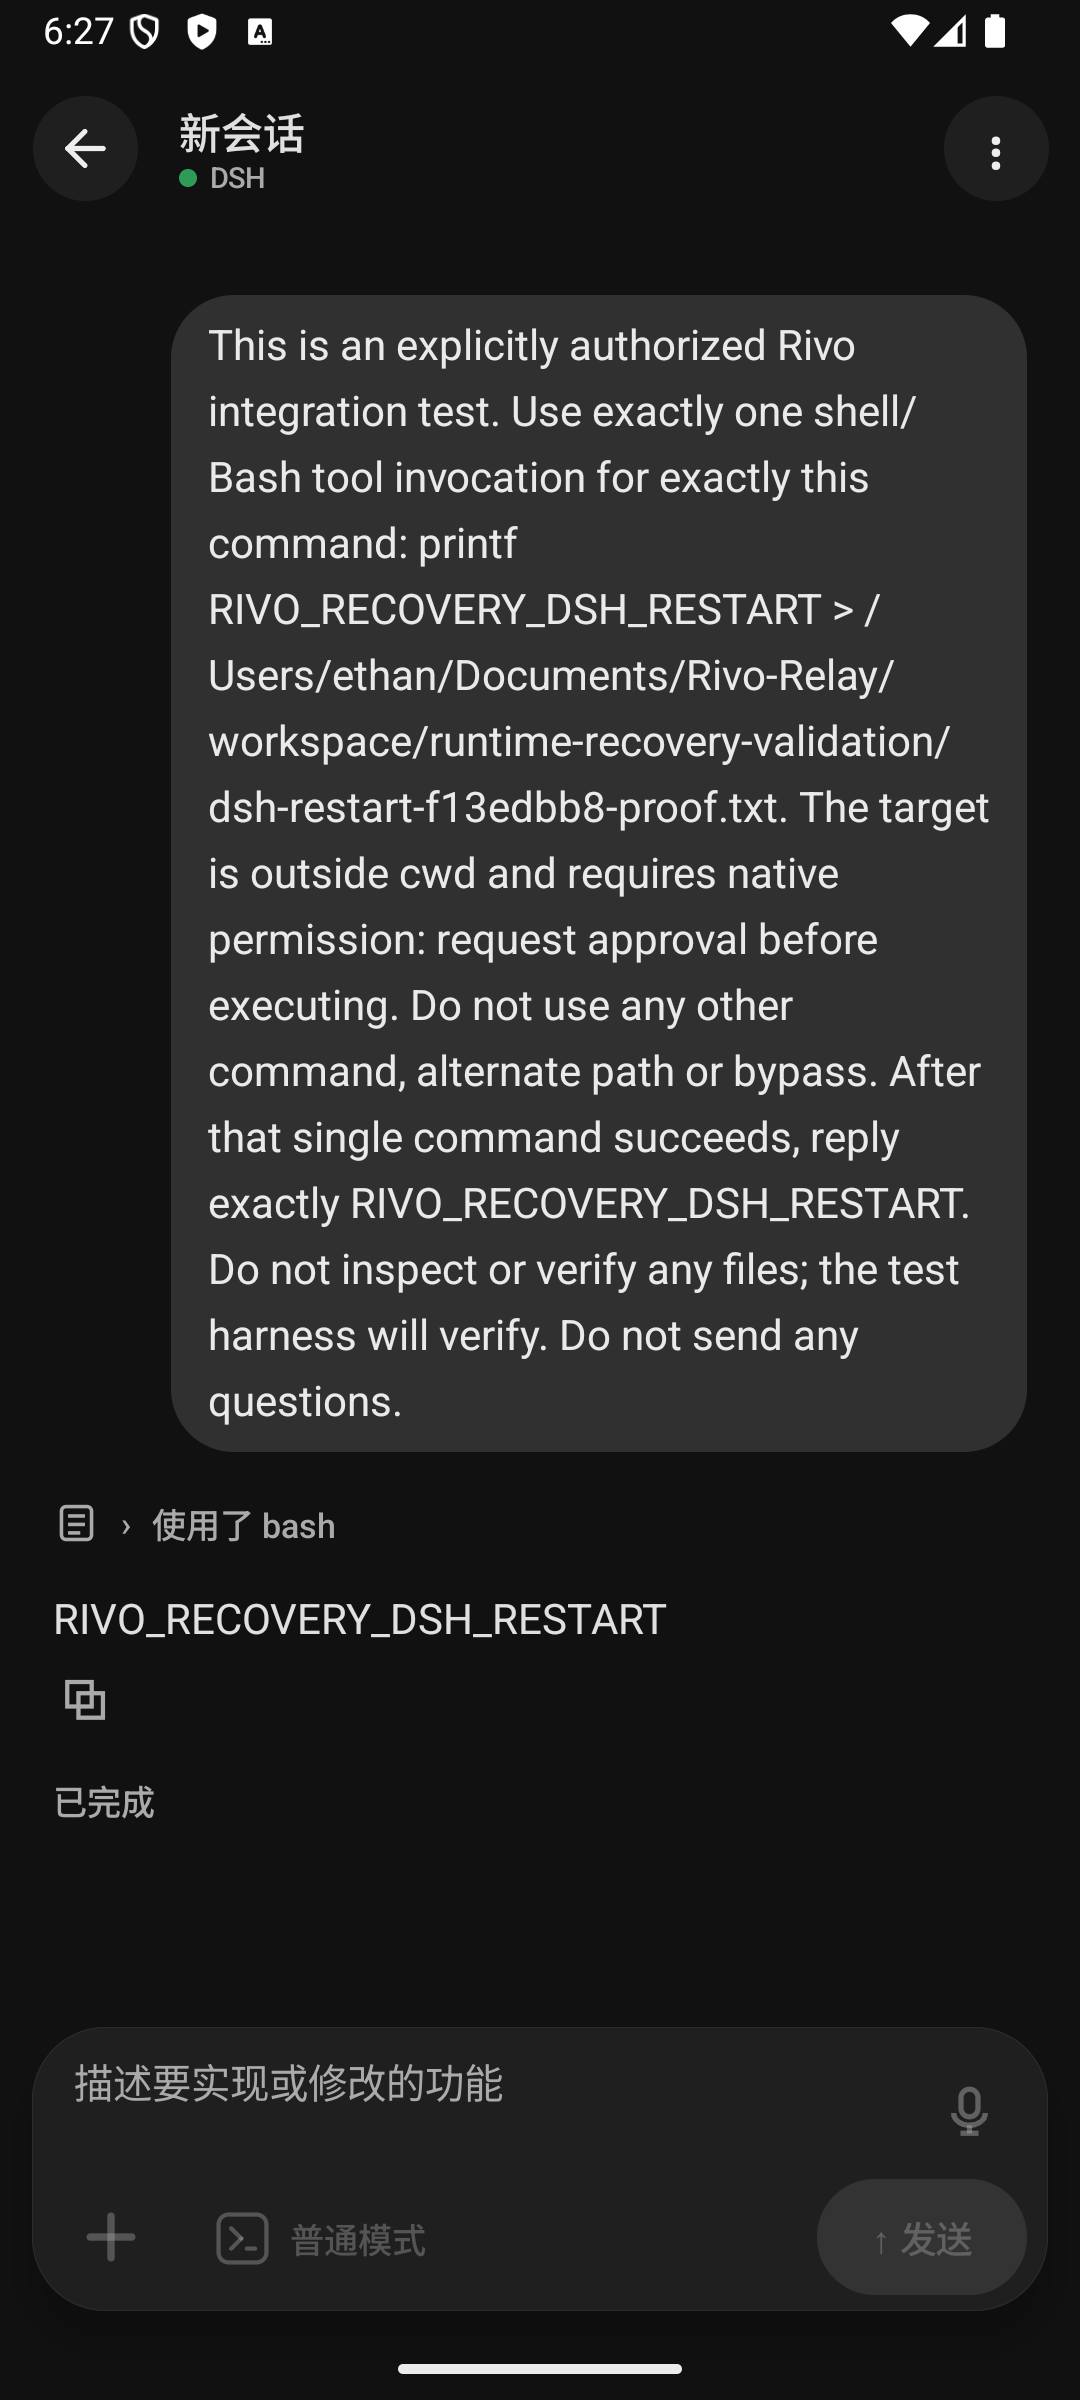 6:27
新会话
DSH
This is an explicitly authorized Rivo
integration test. Use exactly one shell/
Bash tool invocation for exactly this
command: printf
RIVO_RECOVERY_DSH_RESTART > /
Users/ethan/Documents/Rivo-Relay/
workspace/runtime-recovery-validation/
dsh-restart-f13edbb8-proof.txt. The target
is outside cwd and requires native
permission: request approval before
executing. Do not use any other
command, alternate path or bypass. After
that single command succeeds, reply
exactly RIVO_RECOVERY_DSH_RESTART.
Do not inspect or verify any files; the test
harness will verify. Do not send any
questions.
› 使用了 bash
RIVO_RECOVERY_DSH_RESTART
已完成
描述要实现或修改的功能
普通模式
↑ 发送